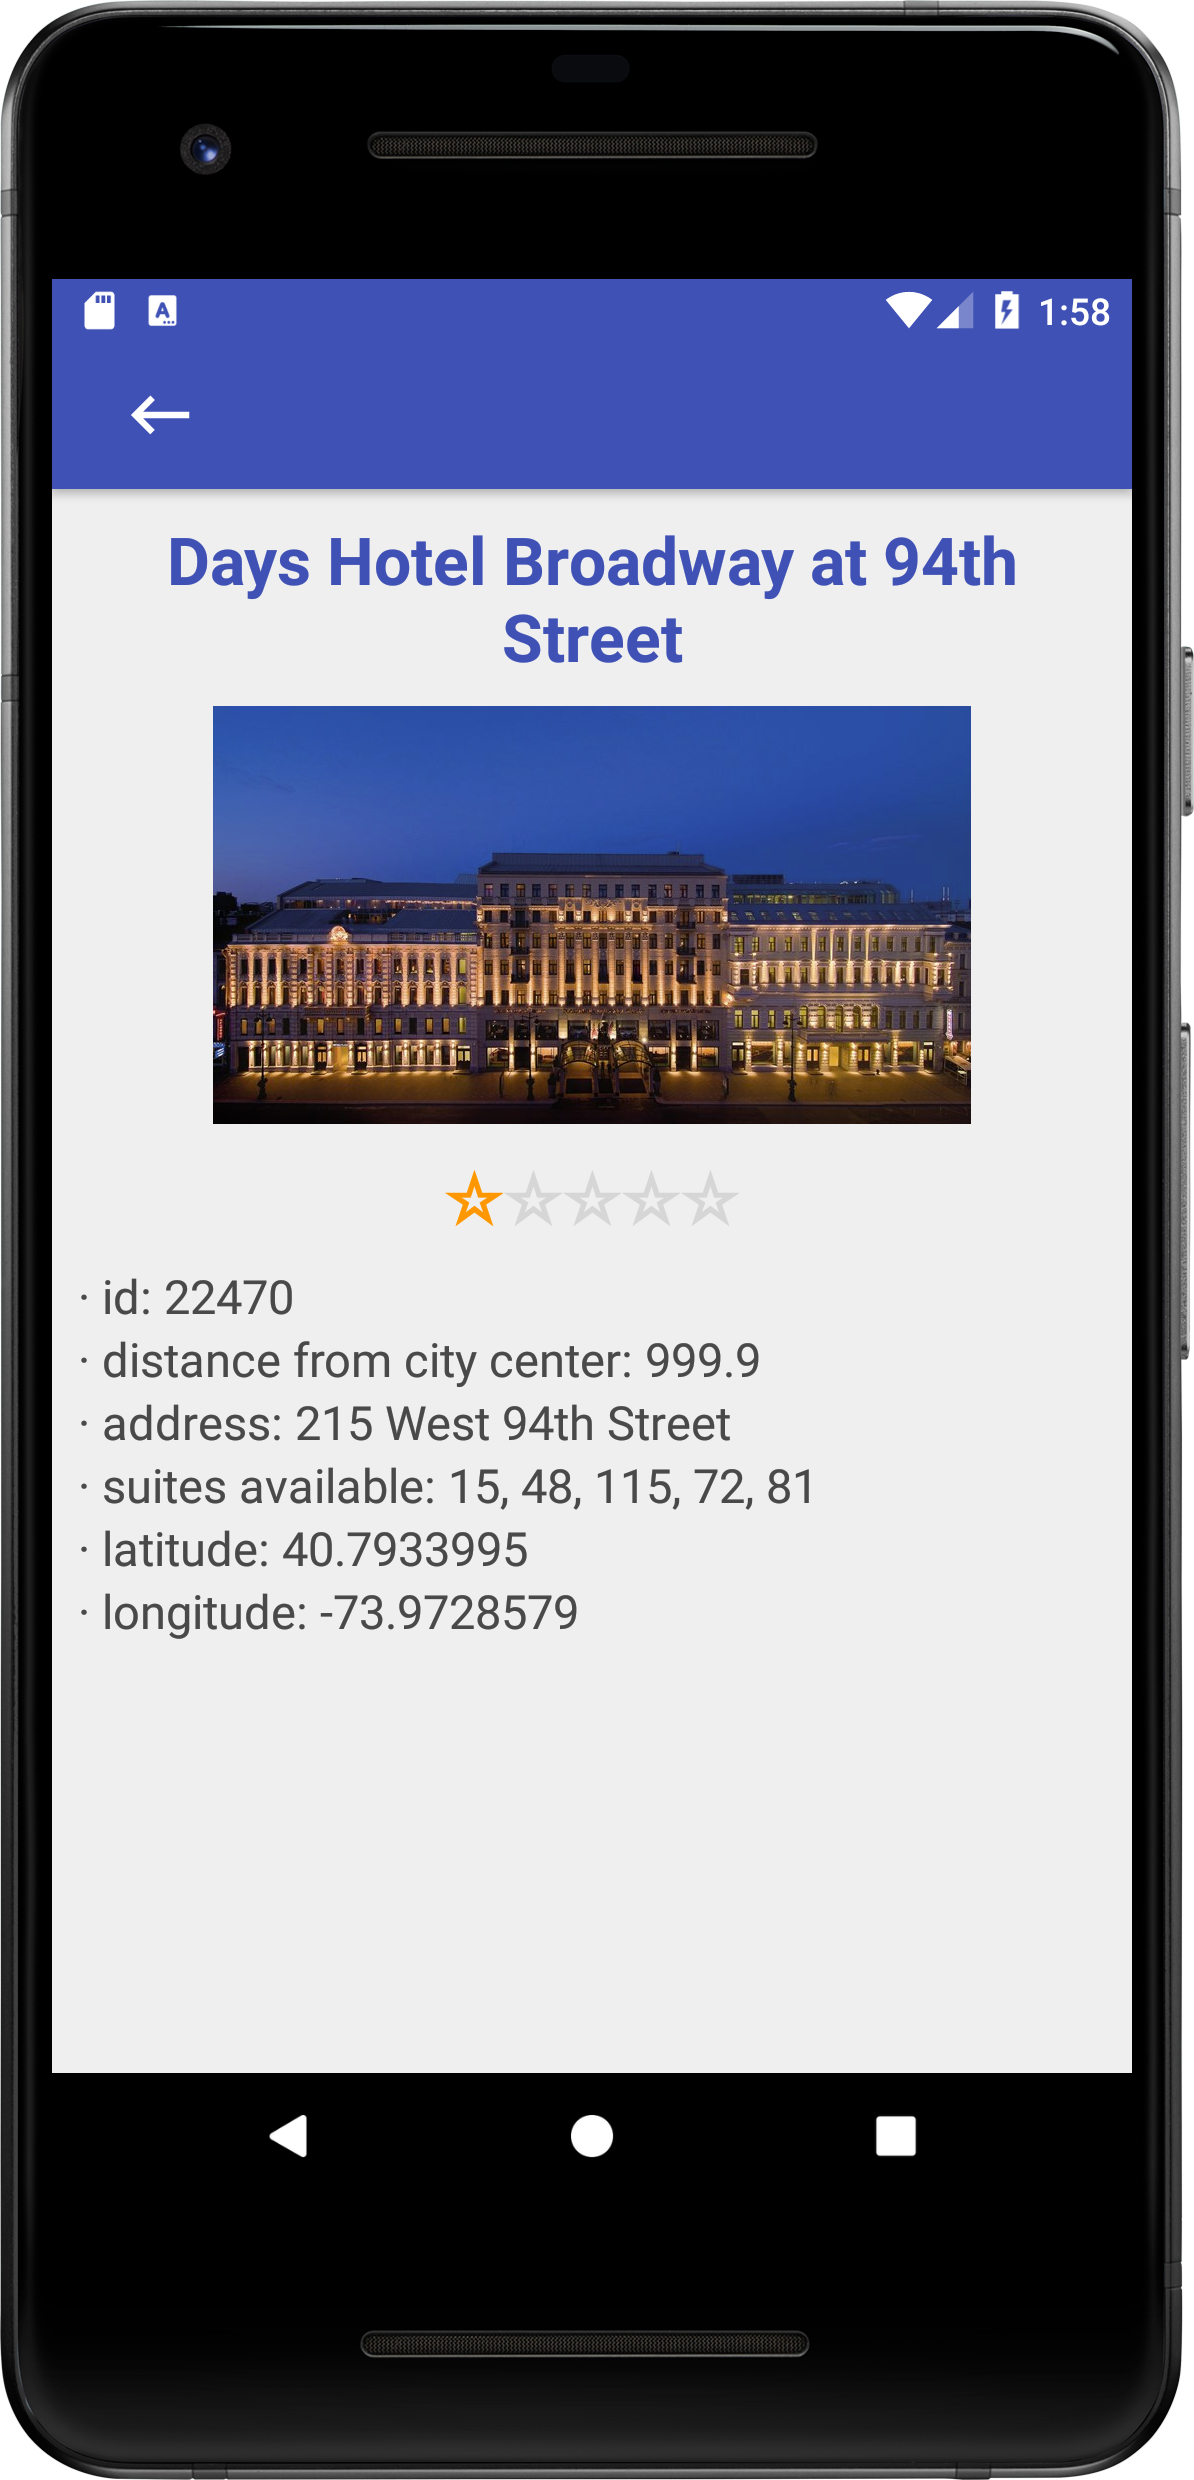 1:58
Days Hotel Broadway at 94th
Street
· id: 22470
· distance from city center: 999.9
· address: 215 West 94th Street
· suites available: 15, 48, 115, 72, 81
· latitude: 40.7933995
· longitude: -73.9728579